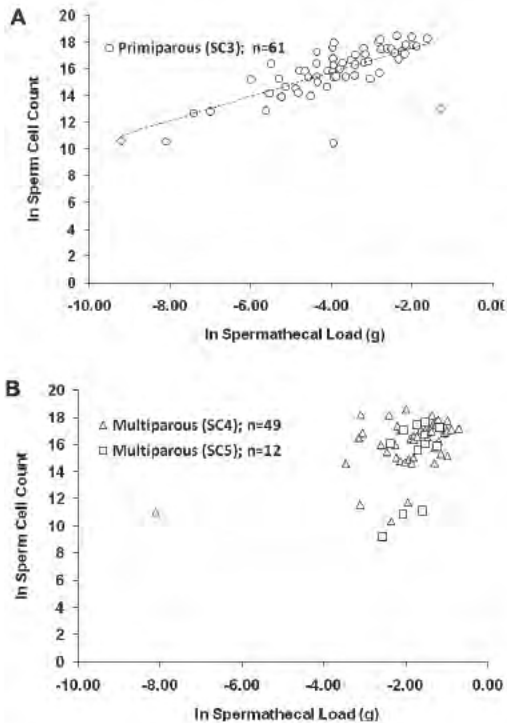 A
20
18
16
14
12
10
8
6
4
2
0
ln Sperm Cell Count
○ Primiparous (SC3); n=61
-10.00 -8.00 -6.00 -4.00 -2.00 0.00
ln Spermathecal Load (g)
B
20
18
16
14
12
10
8
6
4
2
0
ln Sperm Cell Count
△ Multiparous (SC4); n=49
□ Multiparous (SC5); n=12
-10.00 -8.00 -6.00 -4.00 -2.00 0.00
ln Spermathecal Load (g)